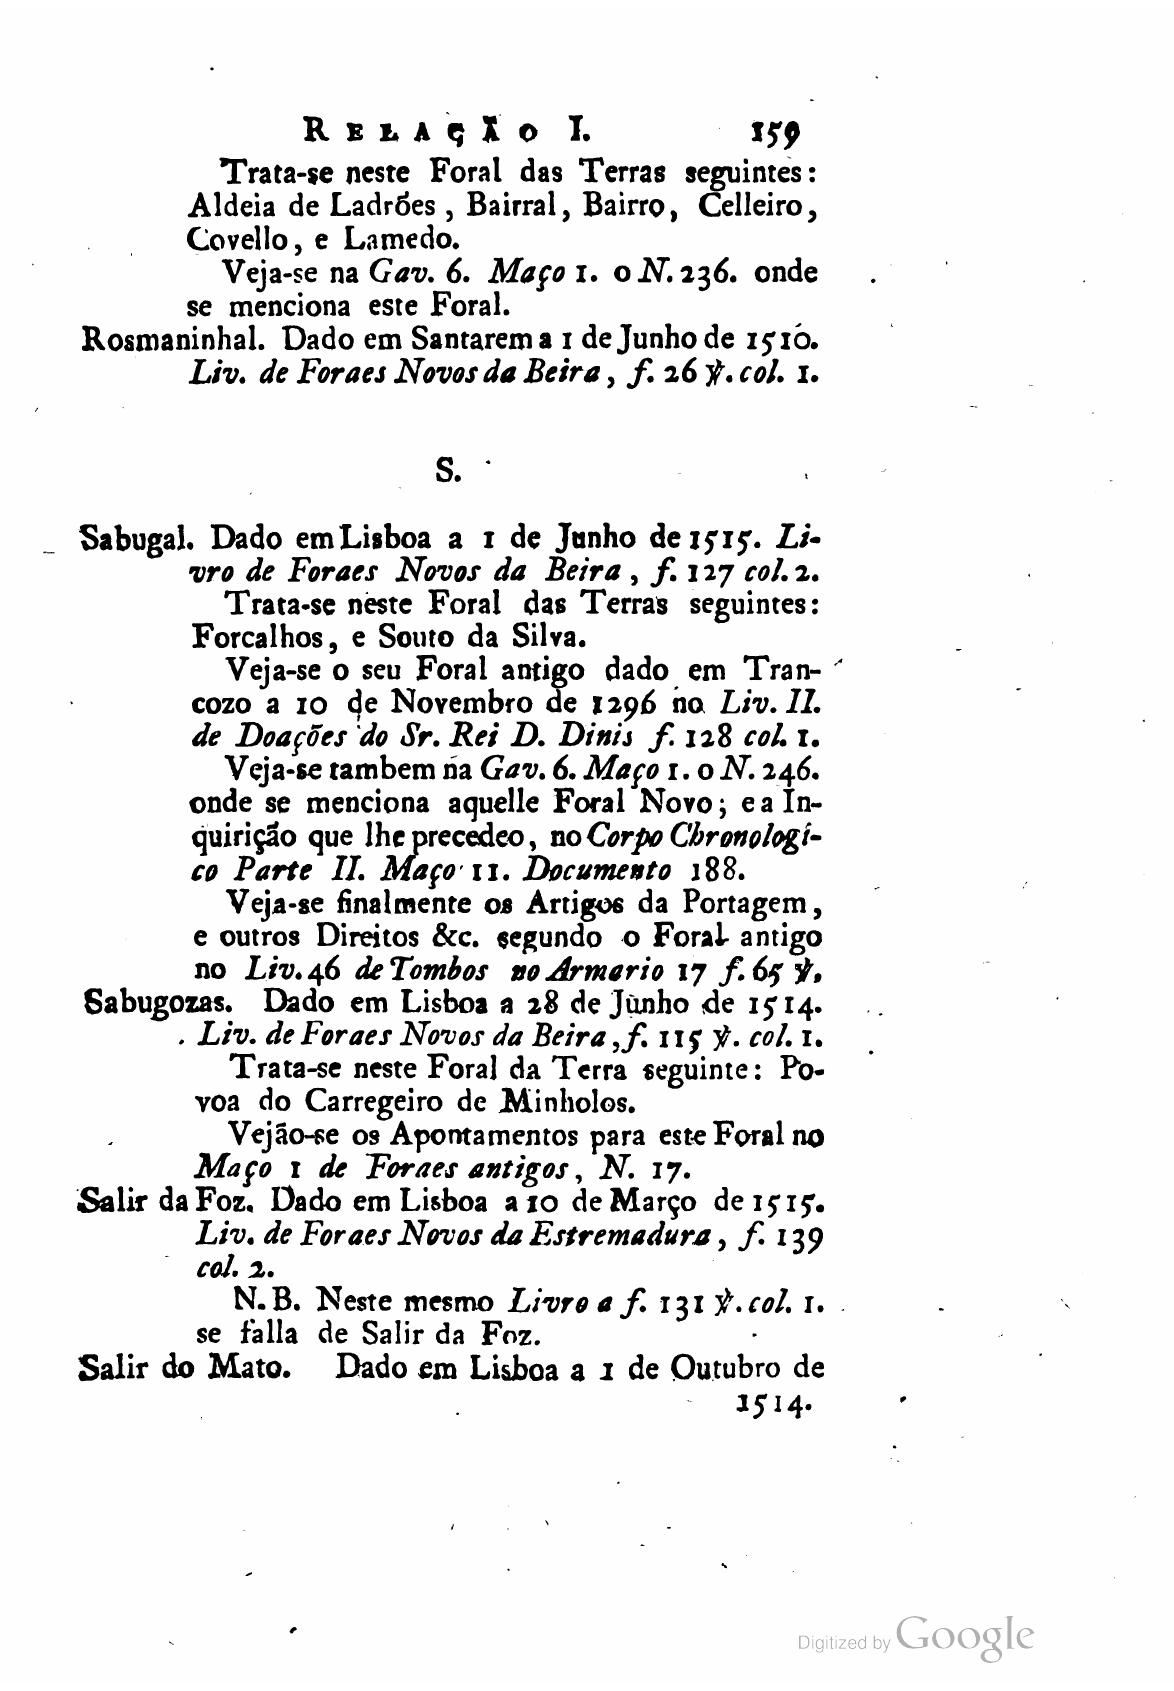 RELAÇÃO I. 159
Trata-se neste Foral das Terras seguintes:
Aldeia de Ladrões, Bairral, Bairro, Celleiro,
Covello, e Lamedo.
Veja-se na Gav. 6. Maço 1. o N. 236. onde
se menciona este Foral.
Rosmaninhal. Dado em Santarem a 1 de Junho de 1510.
Liv. de Foraes Novos da Beira, f. 26 ℣. col. 1.
S.
Sabugal. Dado em Lisboa a 1 de Junho de 1515. Li-
vro de Foraes Novos da Beira, f. 127 col. 2.
Trata-se neste Foral das Terras seguintes:
Forcalhos, e Souto da Silva.
Veja-se o seu Foral antigo dado em Tran-
cozo a 10 de Novembro de 1296 no Liv. II.
de Doações do Sr. Rei D. Dinis f. 128 col. 1.
Veja-se tambem na Gav. 6. Maço 1. o N. 246.
onde se menciona aquelle Foral Novo; e a In-
quirição que lhe precedeo, no Corpo Chronologi-
co Parte II. Maço 11. Documento 188.
Veja-se finalmente os Artigos da Portagem,
e outros Direitos &c. segundo o Foral antigo
no Liv. 46 de Tombos no Armario 17 f. 65 ℣.
Sabugozas. Dado em Lisboa a 28 de Junho de 1514.
Liv. de Foraes Novos da Beira, f. 115 ℣. col. 1.
Trata-se neste Foral da Terra seguinte: Po-
voa do Carregeiro de Minholos.
Vejão-se os Apontamentos para este Foral no
Maço 1 de Foraes antigos, N. 17.
Salir da Foz. Dado em Lisboa a 10 de Março de 1515.
Liv. de Foraes Novos da Estremadura, f. 139
col. 2.
N. B. Neste mesmo Livro a f. 131 ℣. col. 1.
se falla de Salir da Foz.
Salir do Mato. Dado em Lisboa a 1 de Outubro de
1514.
Digitized by Google